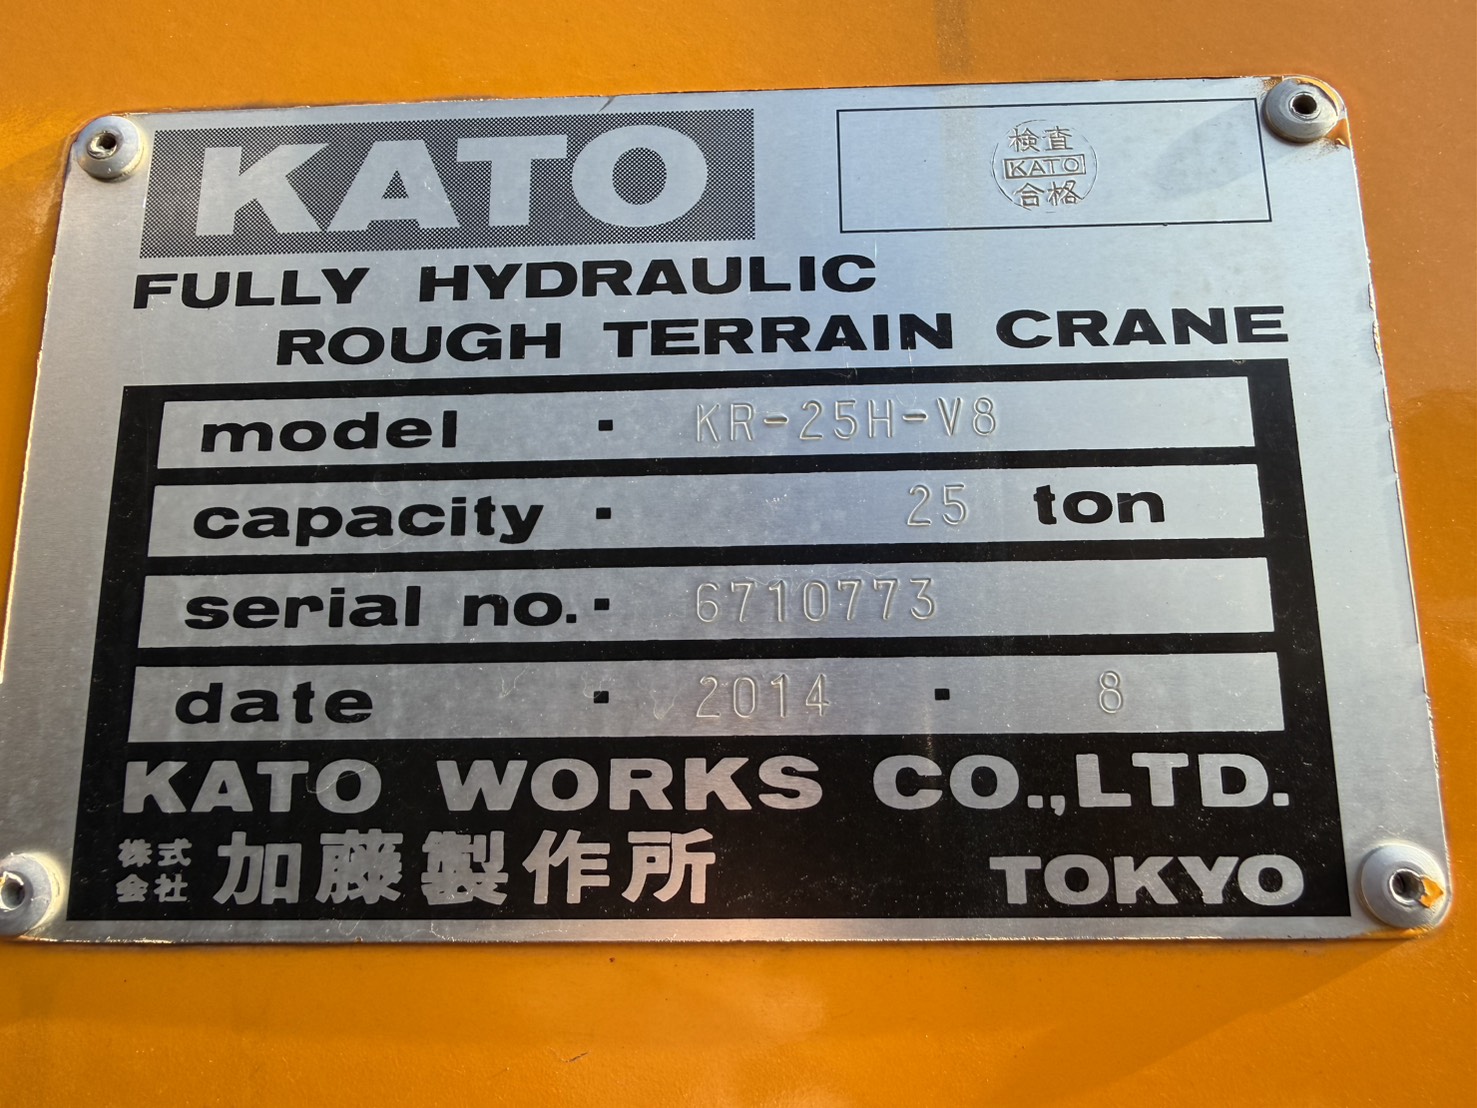 KATO
検査
KATO
合格
FULLY HYDRAULIC
ROUGH TERRAIN CRANE
model · KR-25H-V8
capacity · 25 ton
serial no. · 6710773
date · 2014 · 8
KATO WORKS CO.,LTD.
株式会社 加藤製作所 TOKYO